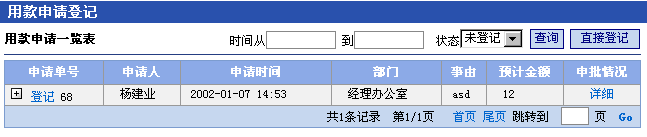 用款申请登记
用款申请一览表 时间从 到 状态 未登记 查询 直接登记
申请单号 申请人 申请时间 部门 事由 预计金额 申批情况
登记 68 杨建业 2002-01-07 14:53 经理办公室 asd 12 详细
共1条记录 第1/1页 首页 尾页 跳转到 页 Go